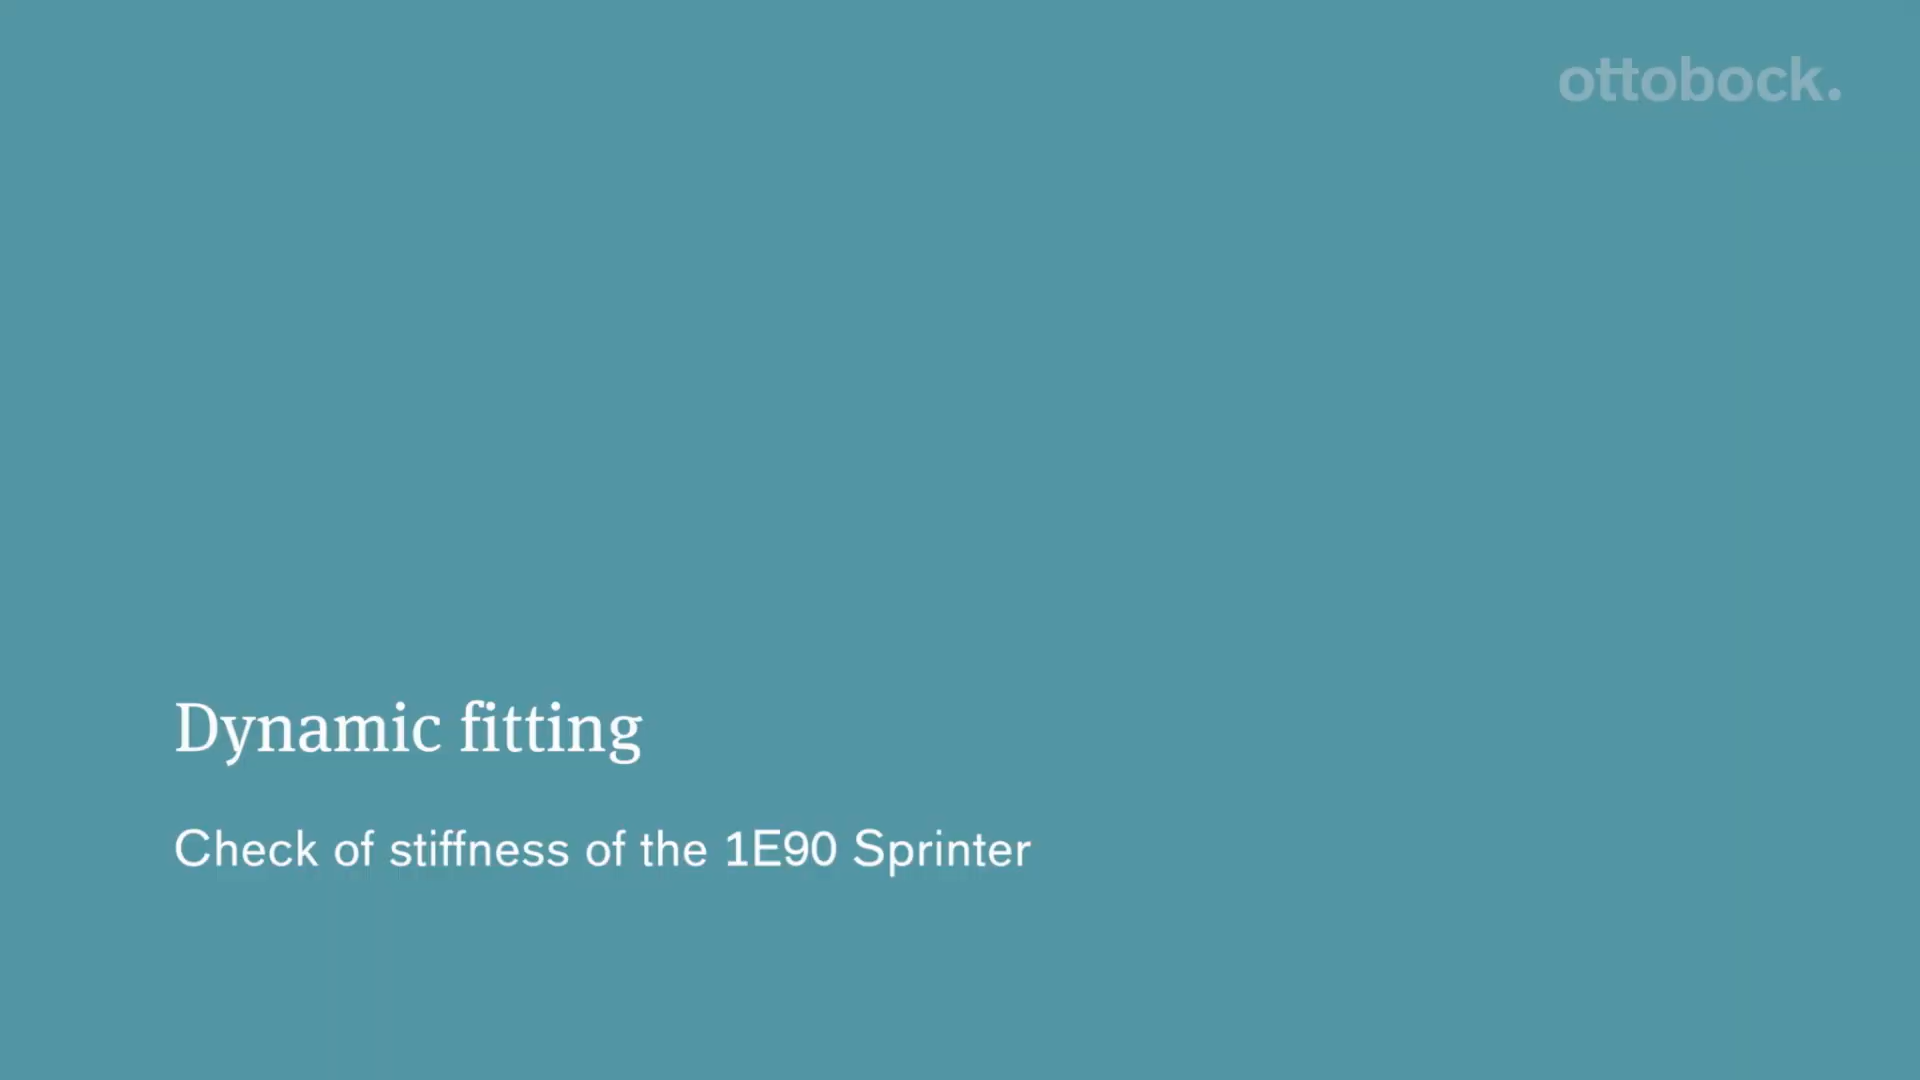 ottobock.
Dynamic fitting
Check of stiffness of the 1E90 Sprinter